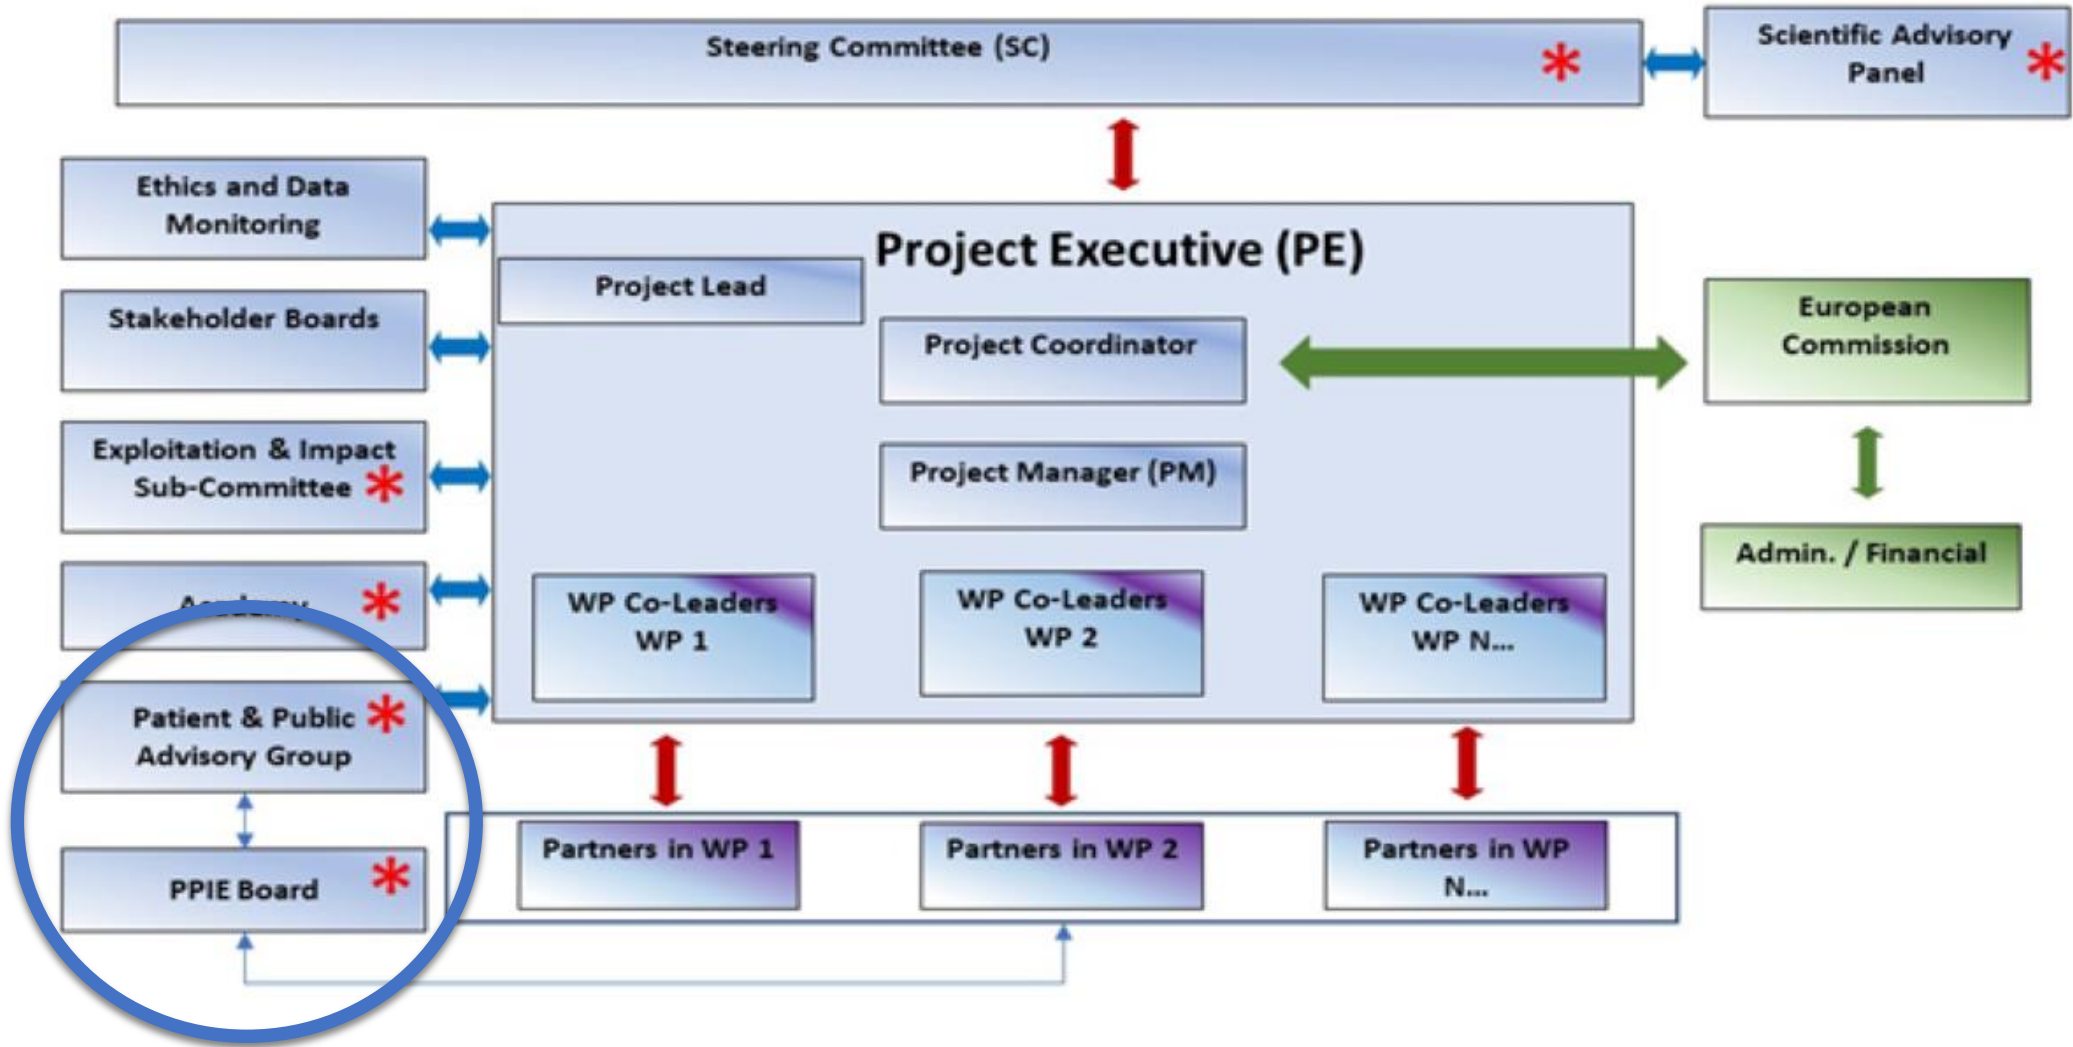 Steering Committee (SC) *
Scientific Advisory
Panel *
Ethics and Data
Monitoring
Stakeholder Boards
Exploitation & Impact
Sub-Committee *
Academy *
Patient & Public *
Advisory Group
PPIE Board *
Project Executive (PE)
Project Lead
Project Coordinator
Project Manager (PM)
WP Co-Leaders
WP 1
WP Co-Leaders
WP 2
WP Co-Leaders
WP N...
European
Commission
Admin. / Financial
Partners in WP 1
Partners in WP 2
Partners in WP
N...